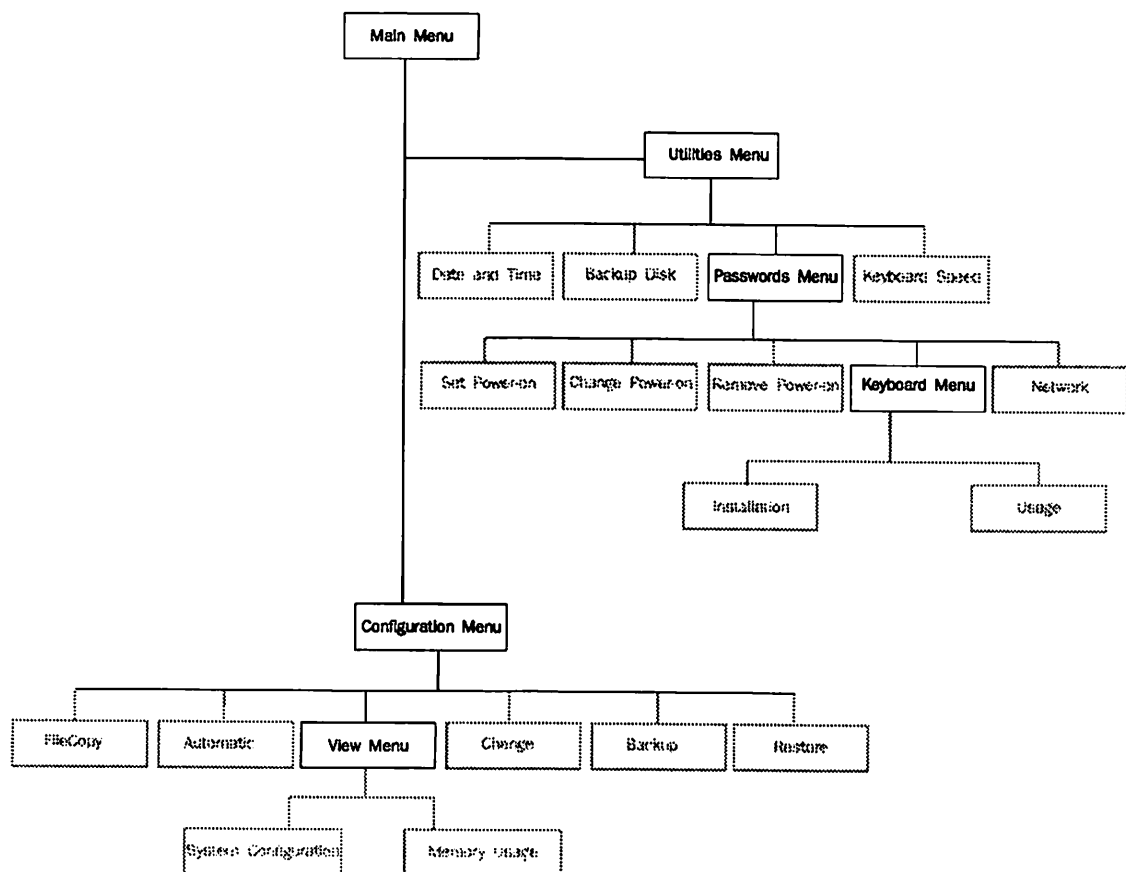 Main Menu
Utilities Menu
Date and Time
Backup Disk
Passwords Menu
Keyboard Speed
Set Power-on
Change Power-on
Remove Power-on
Keyboard Menu
Network
Installation
Usage
Configuration Menu
FileCopy
Automatic
View Menu
Change
Backup
Restore
System Configuration
Memory Usage